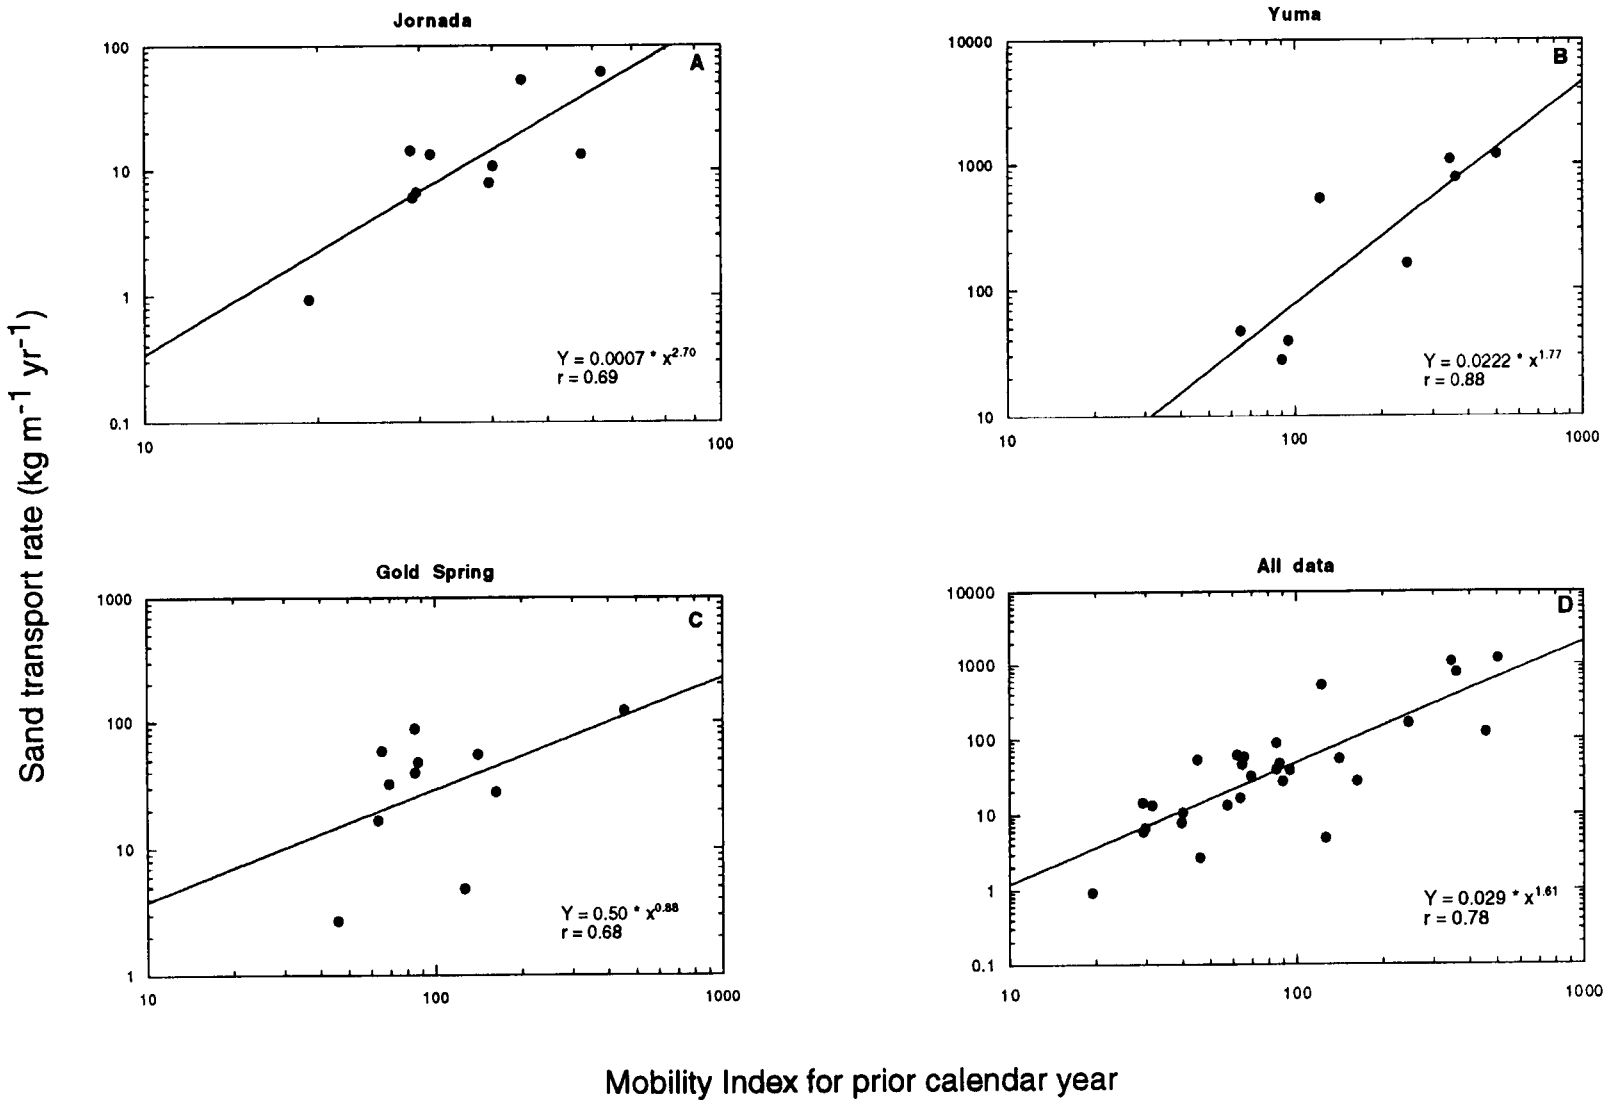 Sand transport rate (kg m⁻¹ yr⁻¹)
Jornada
A
100
10
1
0.1
10
100
Y = 0.0007 * x^2.70
r = 0.69
Yuma
B
10000
1000
100
10
10
100
1000
Y = 0.0222 * x^1.77
r = 0.88
Gold Spring
C
1000
100
10
1
10
100
1000
Y = 0.50 * x^0.88
r = 0.68
All data
D
10000
1000
100
10
1
0.1
10
100
1000
Y = 0.029 * x^1.61
r = 0.78
Mobility Index for prior calendar year